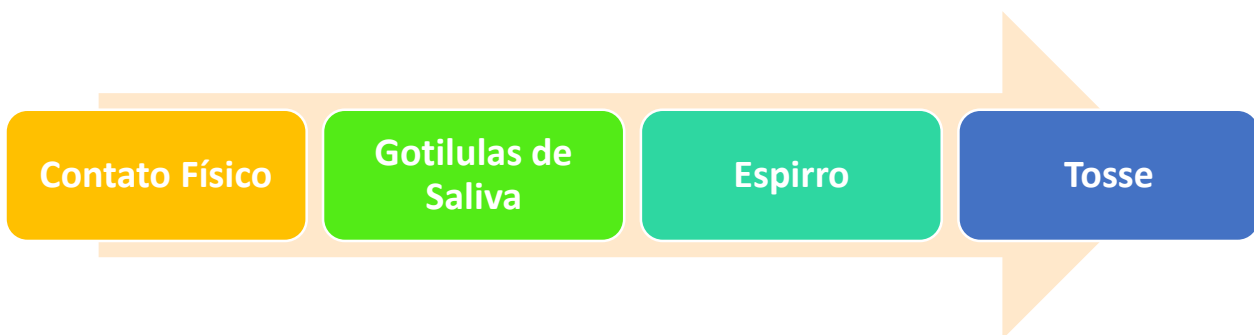 Contato Físico
Gotilulas de
Saliva
Espirro
Tosse